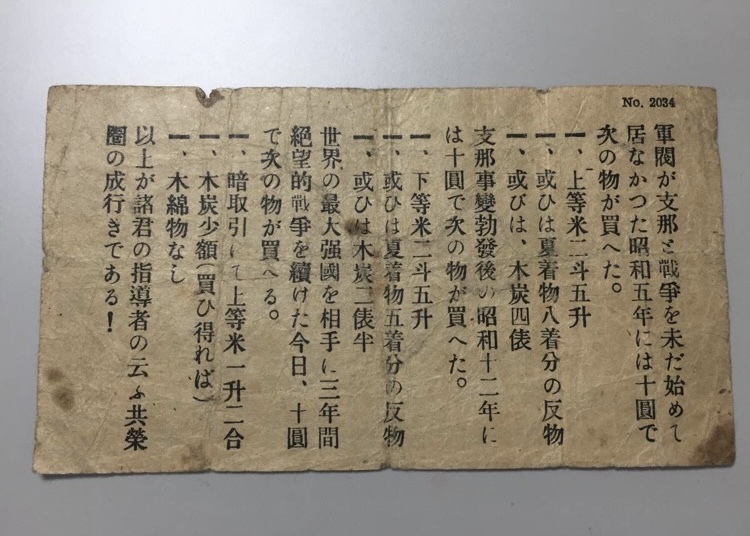 No. 2034
軍閥が支那と戰爭を未だ始めて
居なかつた昭和五年には十圓で
次の物が買へた。
一、上等米二斗五升
一、或ひは夏着物八着分の反物
一、或びは、木炭四俵
支那事變勃發後の昭和十二年に
は十圓で次の物が買へた。
一、下等米二斗五升
一、或ひは夏着物五着分の反物
一、或ひは木炭二俵半
世界の最大强國を相手に三年間
絕望的戰爭を續けた今日、十圓
で次の物が買へる。
一、暗取引にて上等米一升二合
一、木炭少額(買ひ得れば)
一、木綿物なし
以上が諸君の指導者の云ふ共榮
圏の成行きである!